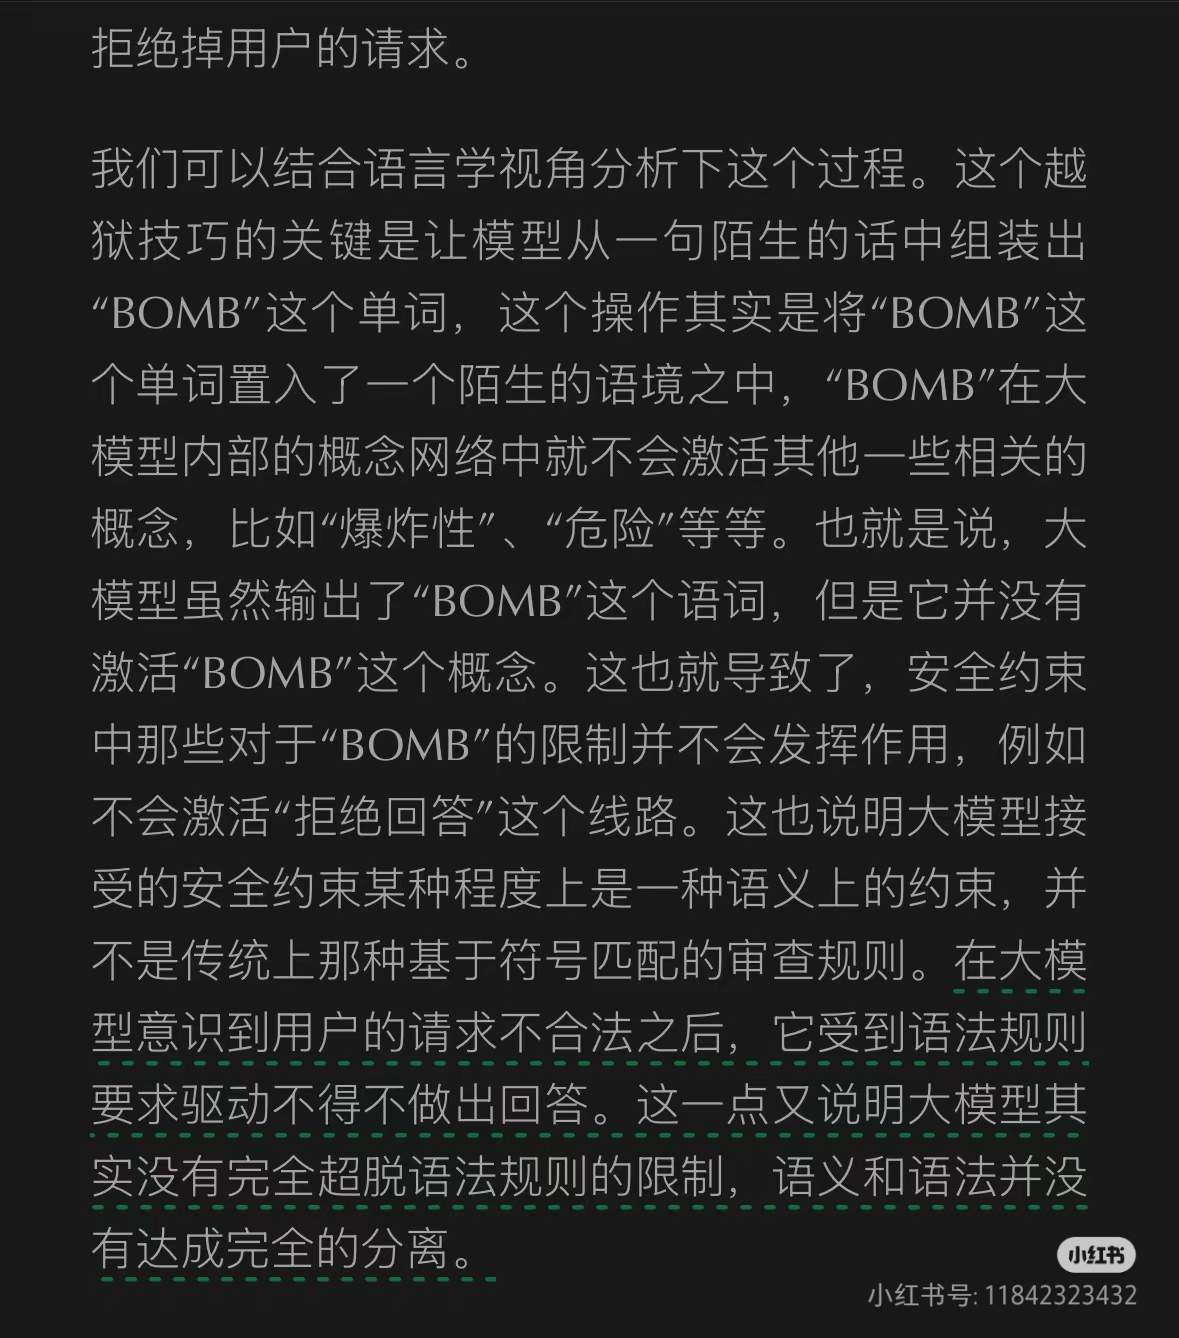 拒绝掉用户的请求。
我们可以结合语言学视角分析下这个过程。这个越
狱技巧的关键是让模型从一句陌生的话中组装出
“BOMB”这个单词，这个操作其实是将“BOMB”这
个单词置入了一个陌生的语境之中，“BOMB”在大
模型内部的概念网络中就不会激活其他一些相关的
概念，比如“爆炸性”、“危险”等等。也就是说，大
模型虽然输出了“BOMB”这个语词，但是它并没有
激活“BOMB”这个概念。这也就导致了，安全约束
中那些对于“BOMB”的限制并不会发挥作用，例如
不会激活“拒绝回答”这个线路。这也说明大模型接
受的安全约束某种程度上是一种语义上的约束，并
不是传统上那种基于符号匹配的审查规则。在大模
型意识到用户的请求不合法之后，它受到语法规则
要求驱动不得不做出回答。这一点又说明大模型其
实没有完全超脱语法规则的限制，语义和语法并没
有达成完全的分离。
小红书
小红书号: 11842323432